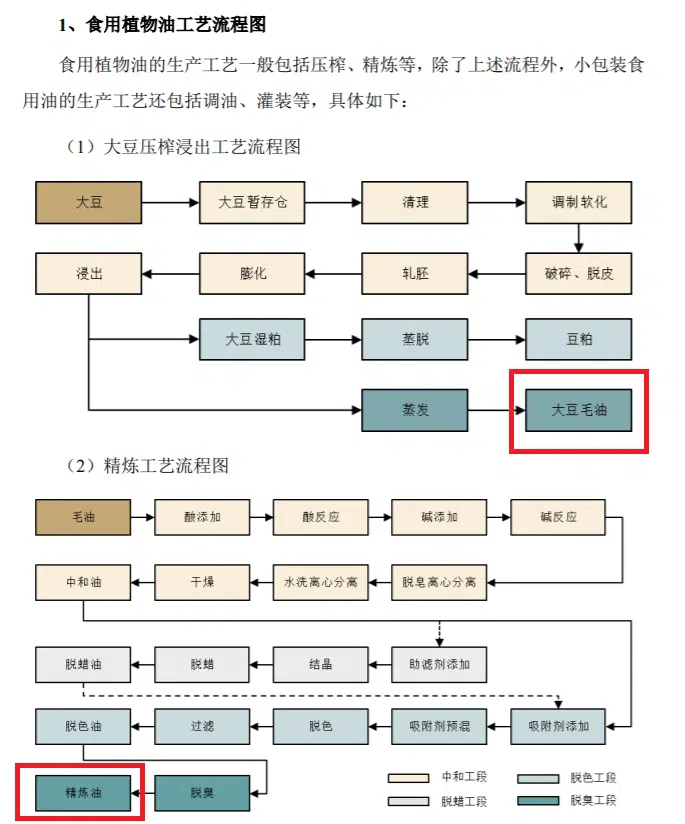 1、食用植物油工艺流程图
食用植物油的生产工艺一般包括压榨、精炼等，除了上述流程外，小包装食
用油的生产工艺还包括调油、灌装等，具体如下：
（1）大豆压榨浸出工艺流程图
大豆
大豆暂存仓
清理
调制软化
浸出
膨化
轧胚
破碎、脱皮
大豆湿粕
蒸脱
豆粕
蒸发
大豆毛油
（2）精炼工艺流程图
毛油
酸添加
酸反应
碱添加
碱反应
中和油
干燥
水洗离心分离
脱皂离心分离
脱蜡油
脱蜡
结晶
助滤剂添加
脱色油
过滤
脱色
吸附剂预混
吸附剂添加
精炼油
脱臭
中和工段
脱色工段
脱蜡工段
脱臭工段